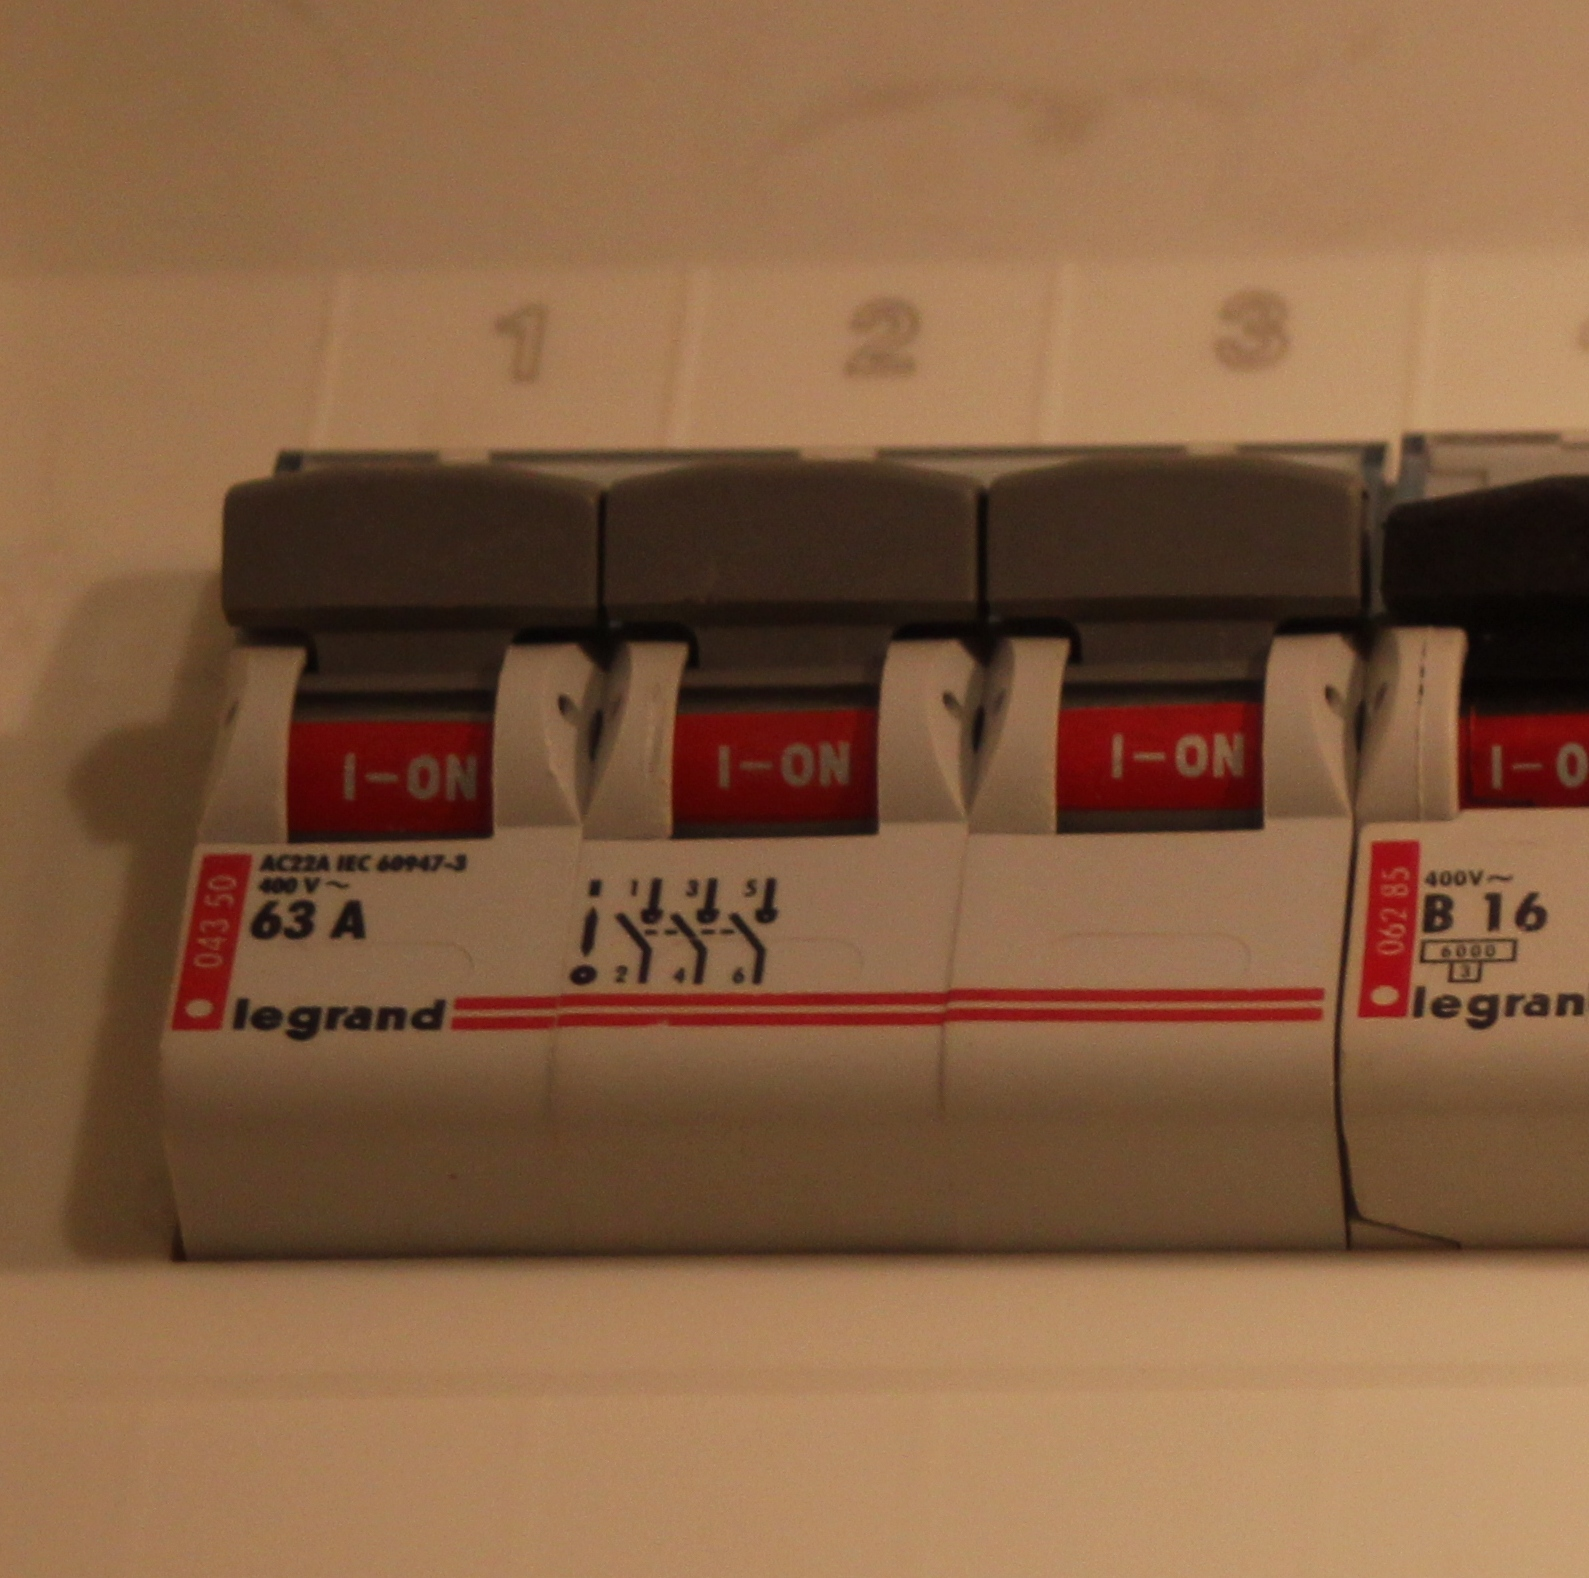 1 2 3
I-ON I-ON I-ON I-O
043 50
AC22A IEC 60947-3
400 V ~
63 A
1 3 5
2 4 6
legrand
062 85
400V~
B 16
6000
3
legran